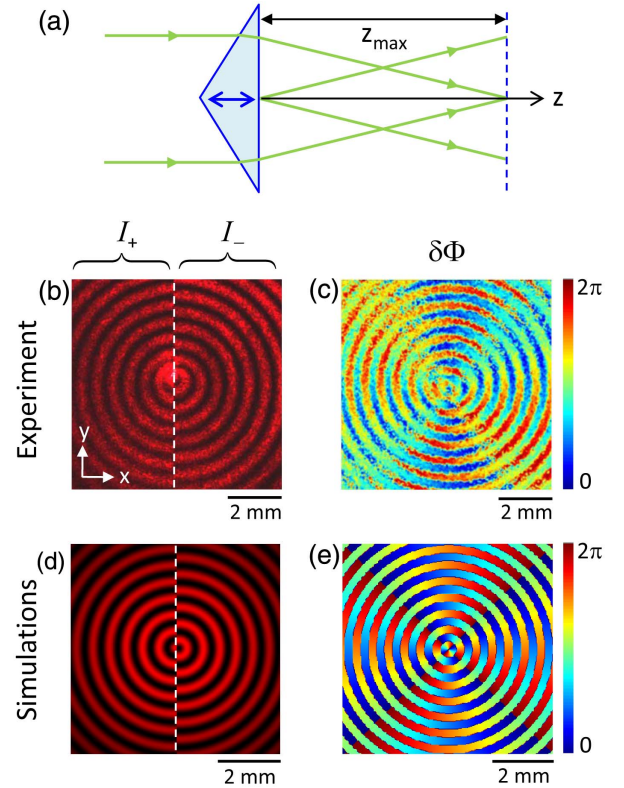 (a)
z_max
z
I_+ I_−
δΦ
(b)
(c)
2π
Experiment
y
x
0
2 mm
2 mm
(d)
(e)
2π
Simulations
0
2 mm
2 mm